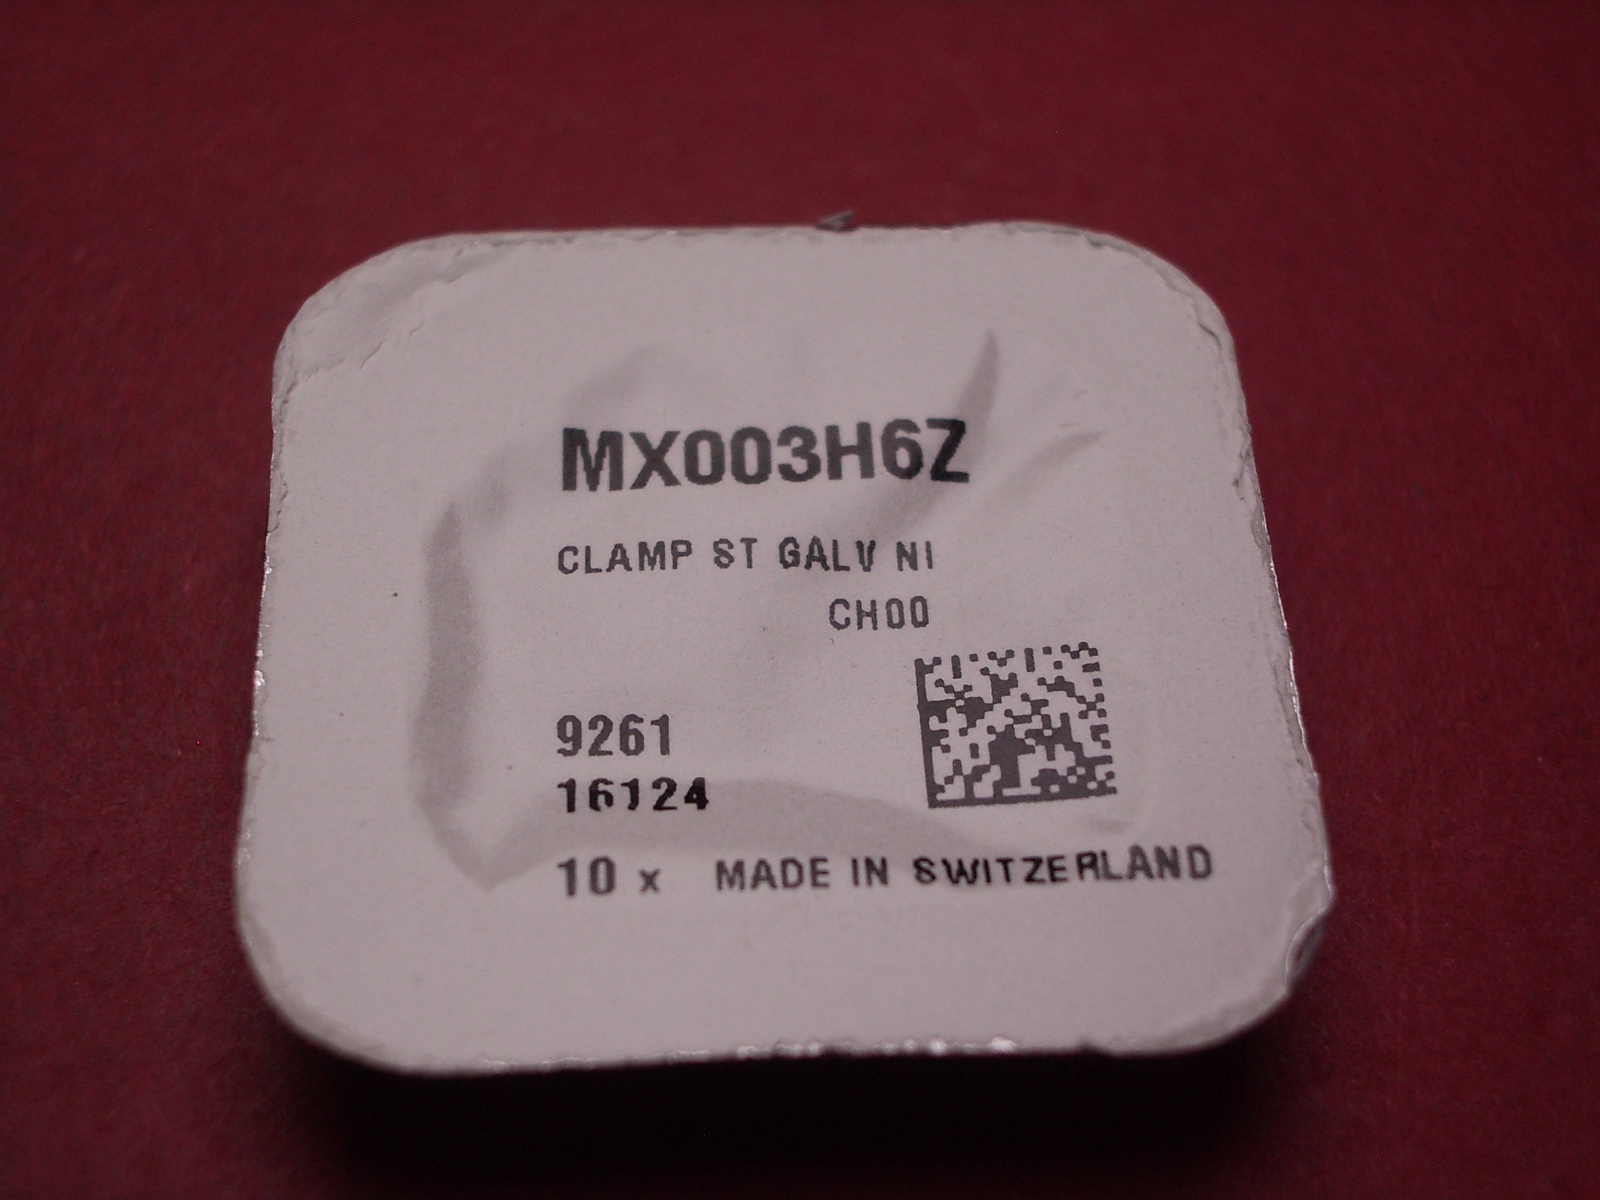 MX003H6Z
CLAMP ST GALV NI
CH00
9261
16124
10 x MADE IN SWITZERLAND